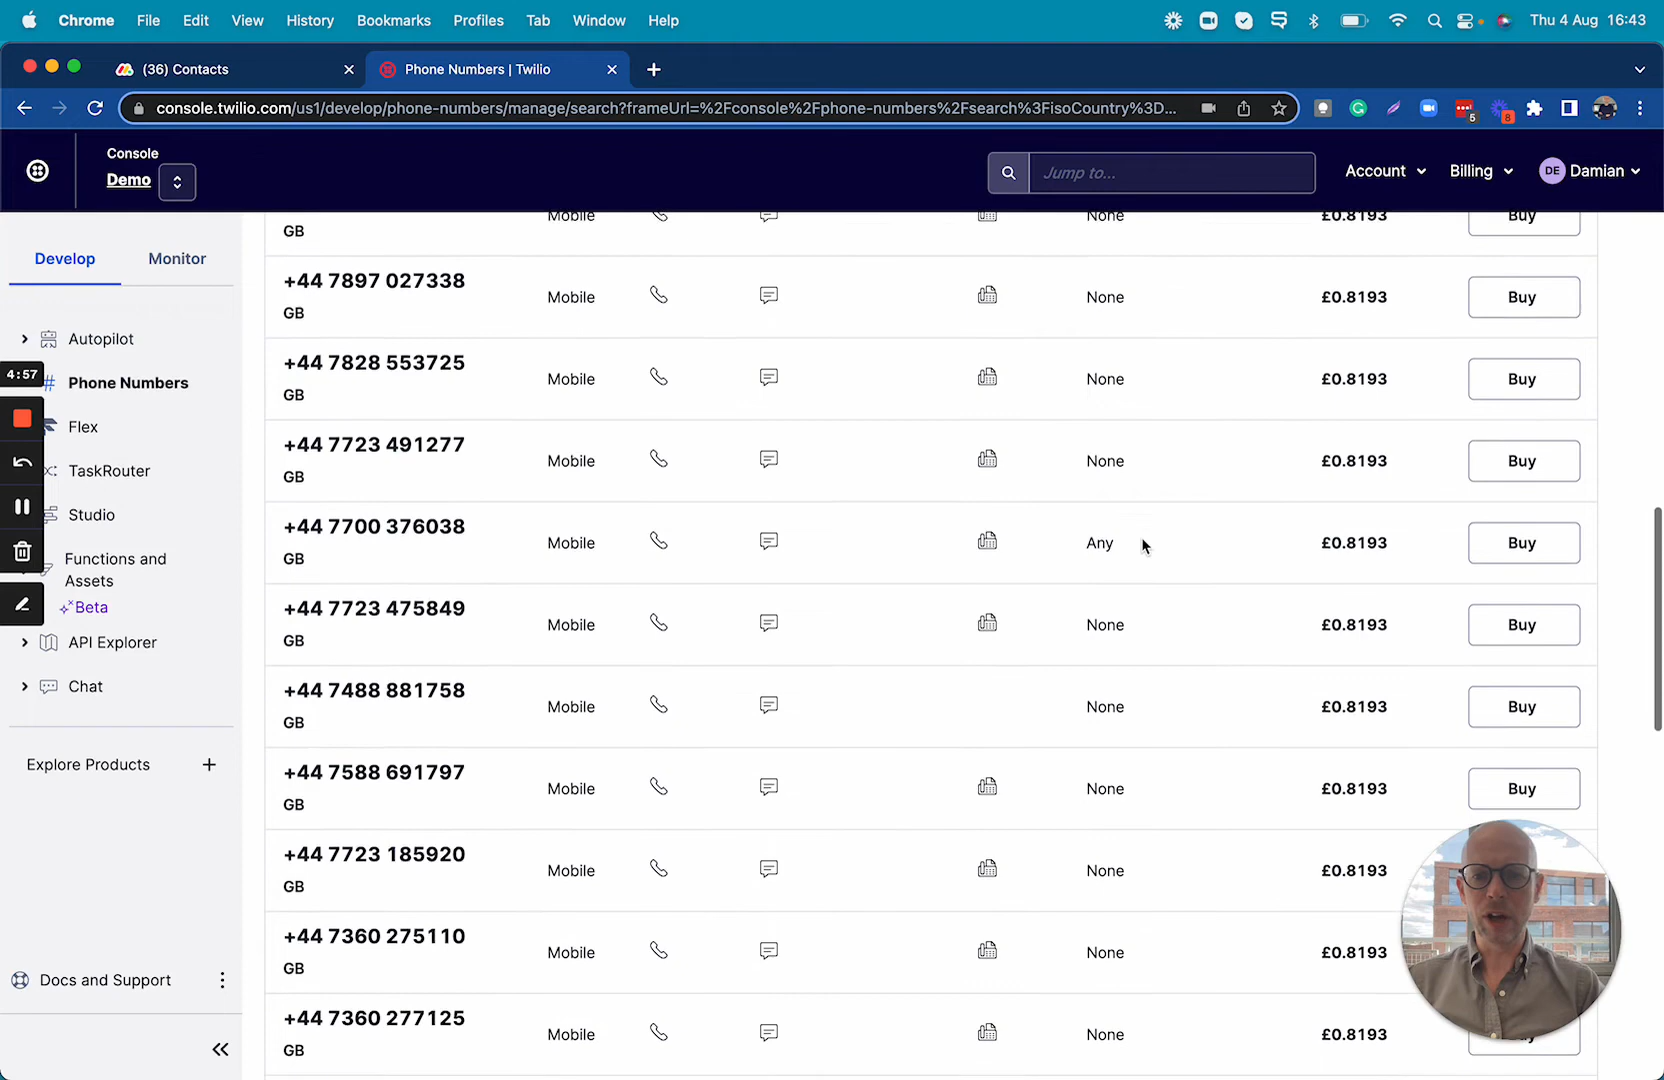 Chrome File Edit View History Bookmarks Profiles Tab Window Help Thu 4 Aug 16:43
(36) Contacts Phone Numbers | Twilio
console.twilio.com/us1/develop/phone-numbers/manage/search?frameUrl=%2Fconsole%2Fphone-numbers%2Fsearch%3FisoCountry%3D... 5 8
Console
Demo
Jump to...
Account Billing DE Damian
Develop Monitor
Autopilot
4:57
Phone Numbers
Flex
TaskRouter
Studio
Functions and
Assets
Beta
API Explorer
Chat
Explore Products +
Docs and Support
Mobile None £0.8193 Buy
GB
+44 7897 027338
Mobile None £0.8193 Buy
GB
+44 7828 553725
Mobile None £0.8193 Buy
GB
+44 7723 491277
Mobile None £0.8193 Buy
GB
+44 7700 376038
Mobile Any £0.8193 Buy
GB
+44 7723 475849
Mobile None £0.8193 Buy
GB
+44 7488 881758
Mobile None £0.8193 Buy
GB
+44 7588 691797
Mobile None £0.8193 Buy
GB
+44 7723 185920
Mobile None £0.8193
GB
+44 7360 275110
Mobile None £0.8193
GB
+44 7360 277125
Mobile None £0.8193
GB